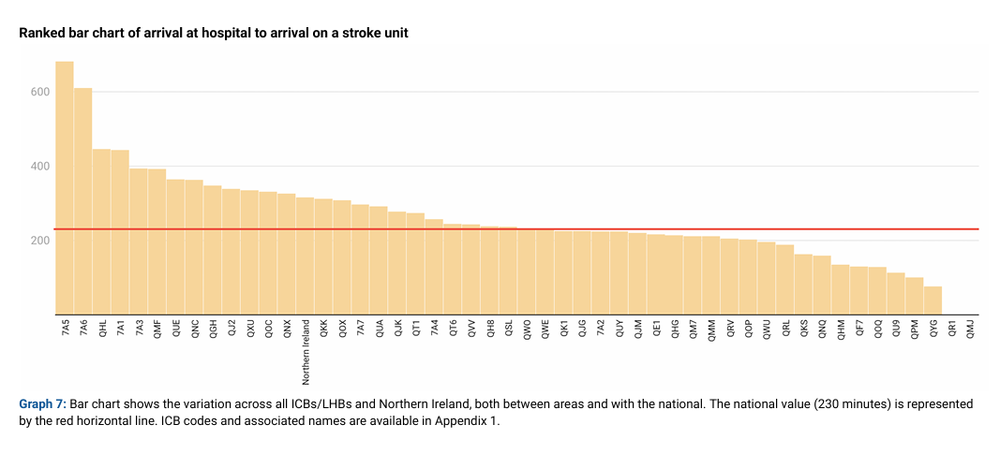 Ranked bar chart of arrival at hospital to arrival on a stroke unit
600
400
200
7A5
7A6
QHL
7A1
7A3
QMF
QUE
QNC
QGH
QJ2
QXU
QOC
QNX
Northern Ireland
QKK
QOX
7A7
QUA
QJK
QT1
7A4
QT6
QVV
QH8
QSL
QWO
QWE
QK1
QJG
7A2
QUY
QJM
QE1
QHG
QM7
QMM
QRV
QOP
QWU
QRL
QKS
QNQ
QHM
QF7
QOQ
QU9
QPM
QYG
QR1
QMJ
Graph 7: Bar chart shows the variation across all ICBs/LHBs and Northern Ireland, both between areas and with the national. The national value (230 minutes) is represented
by the red horizontal line. ICB codes and associated names are available in Appendix 1.